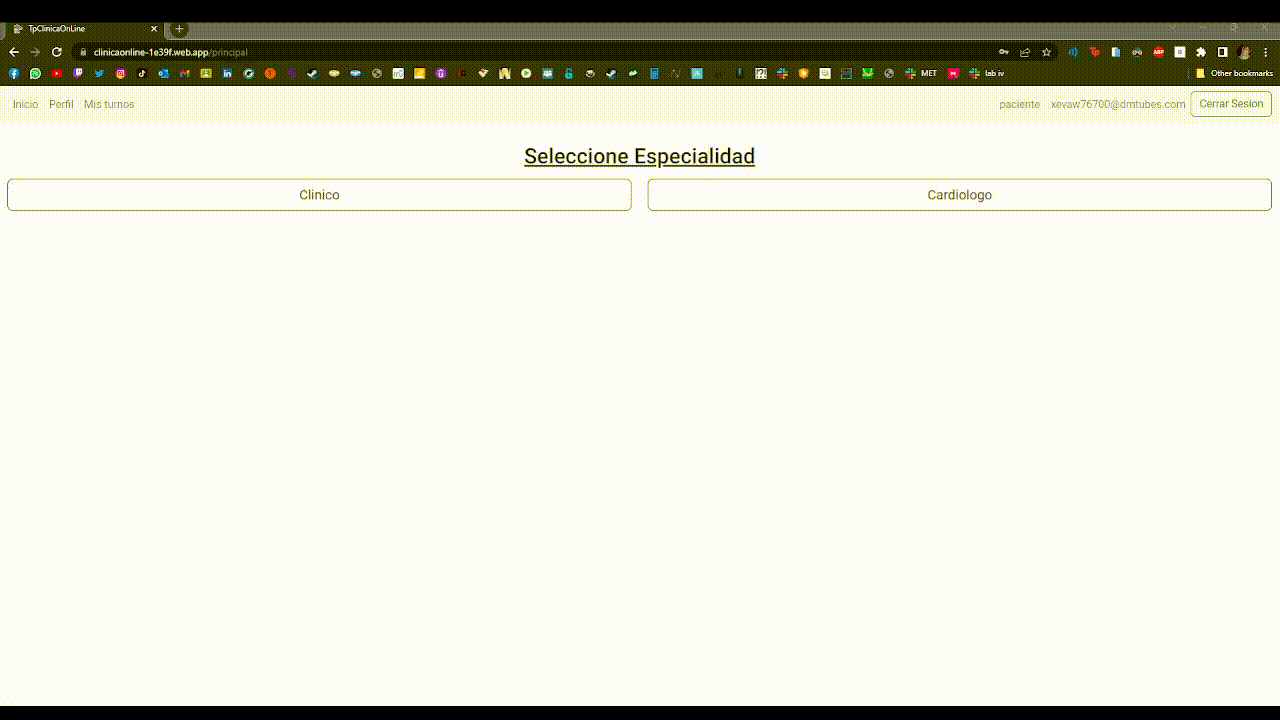 TpClinicaOnLine
clinicaonline-1e39f.web.app/principal
MET
lab iv
Other bookmarks
Inicio Perfil Mis turnos paciente xevaw76700@dmtubes.com Cerrar Sesion
Seleccione Especialidad
Clinico Cardiologo